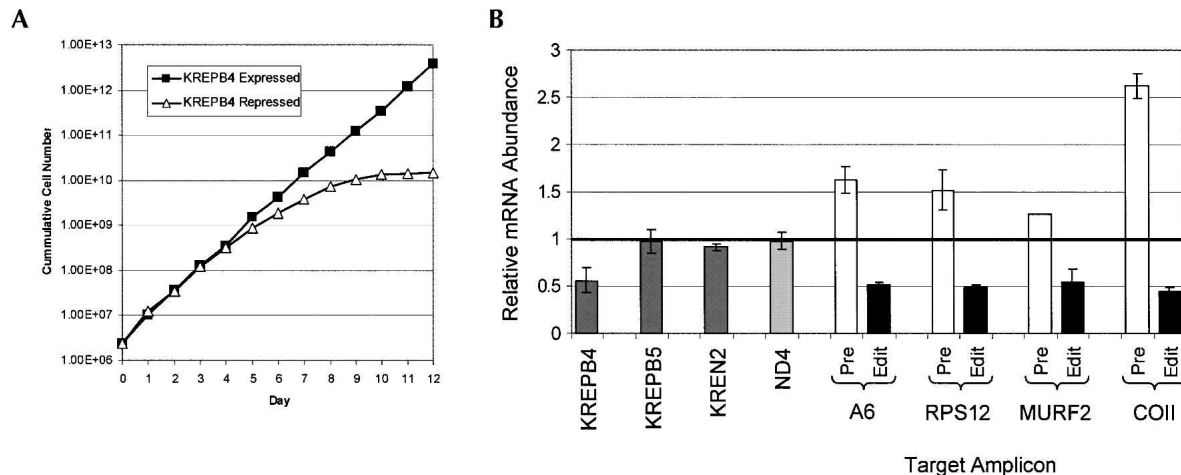 A
Cummulative Cell Number
1.00E+13
1.00E+12
1.00E+11
1.00E+10
1.00E+09
1.00E+08
1.00E+07
1.00E+06
KREPB4 Expressed
KREPB4 Repressed
0 1 2 3 4 5 6 7 8 9 10 11 12
Day
B
Relative mRNA Abundance
3
2.5
2
1.5
1
0.5
0
KREPB4
KREPB5
KREN2
ND4
Pre Edit Pre Edit Pre Edit Pre Edit
A6 RPS12 MURF2 COII
Target Amplicon